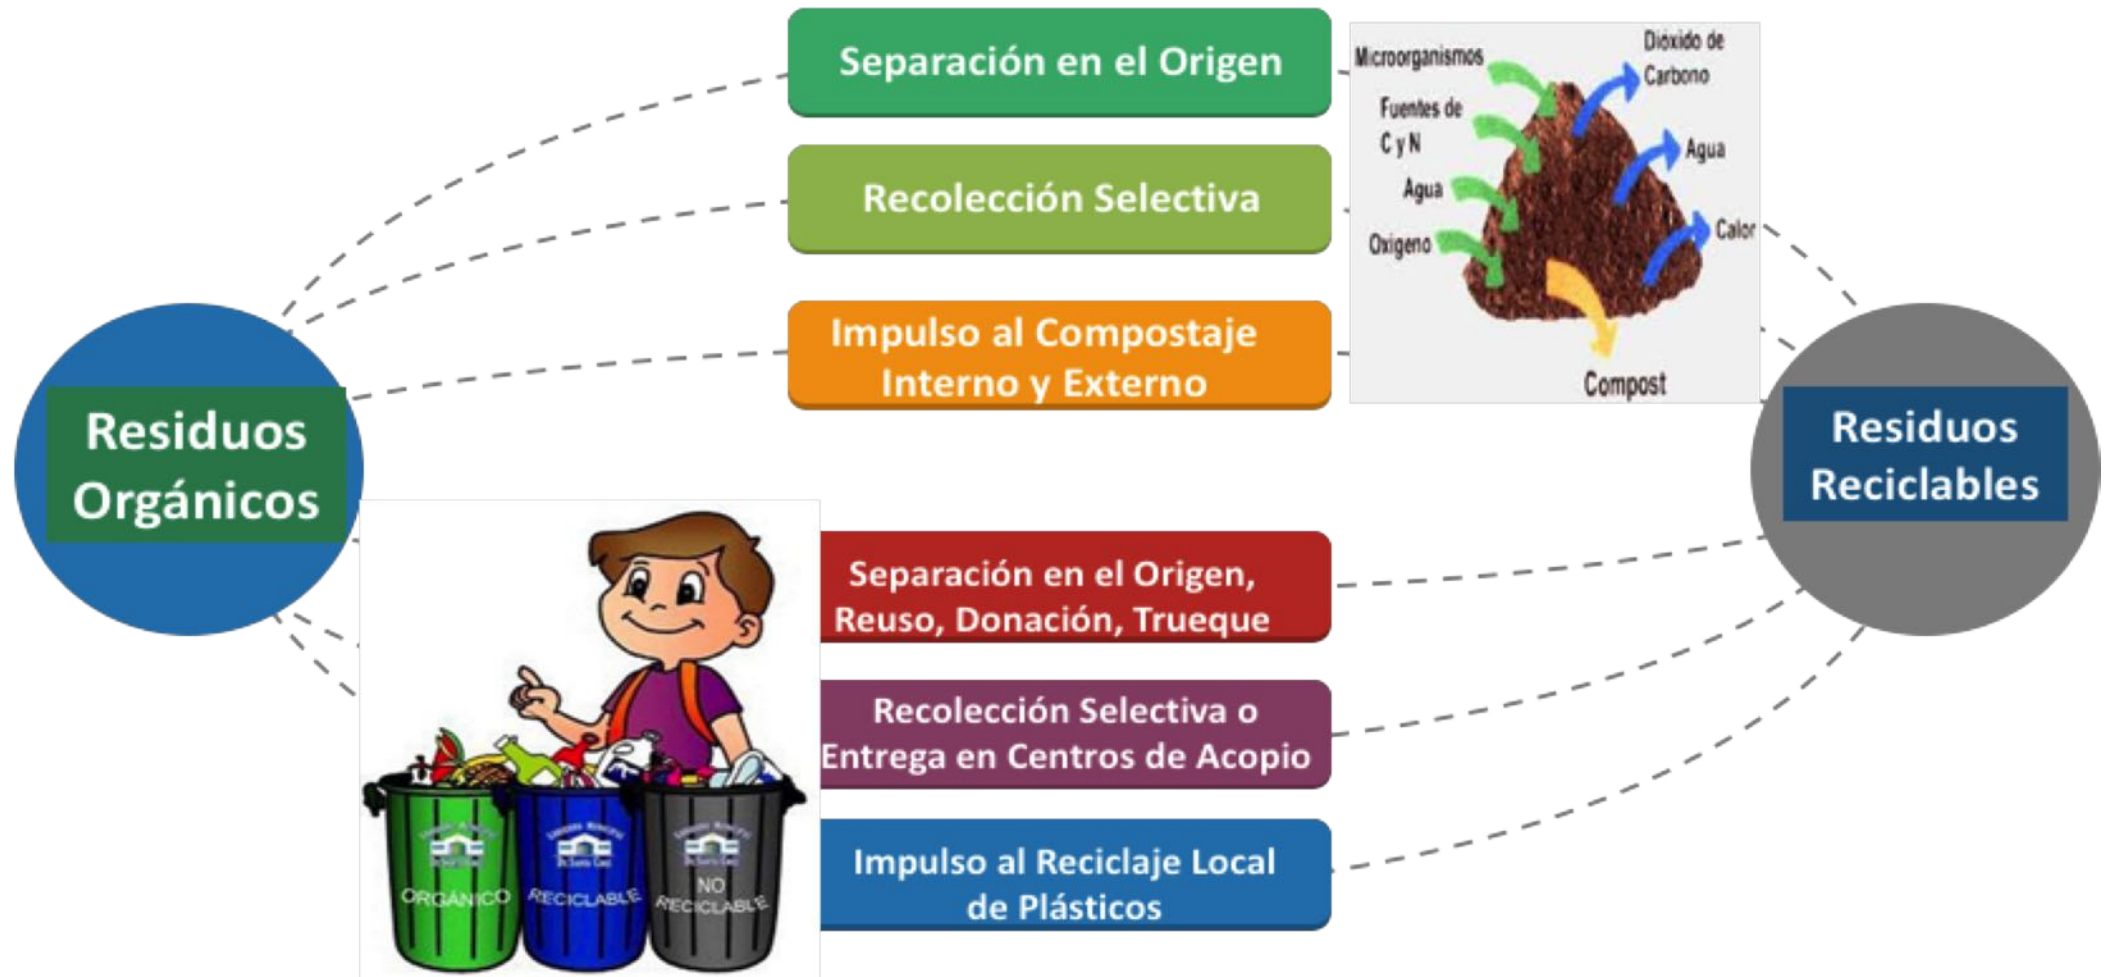 Separación en el Origen
Recolección Selectiva
Impulso al Compostaje
Interno y Externo
Microorganismos
Fuentes de
C y N
Agua
Oxigeno
Dióxido de
Carbono
Agua
Calor
Compost
Residuos
Orgánicos
Residuos
Reciclables
Separación en el Origen,
Reuso, Donación, Trueque
Recolección Selectiva o
Entrega en Centros de Acopio
Impulso al Reciclaje Local
de Plásticos
ORGÁNICO
RECICLABLE
NO
RECICLABLE